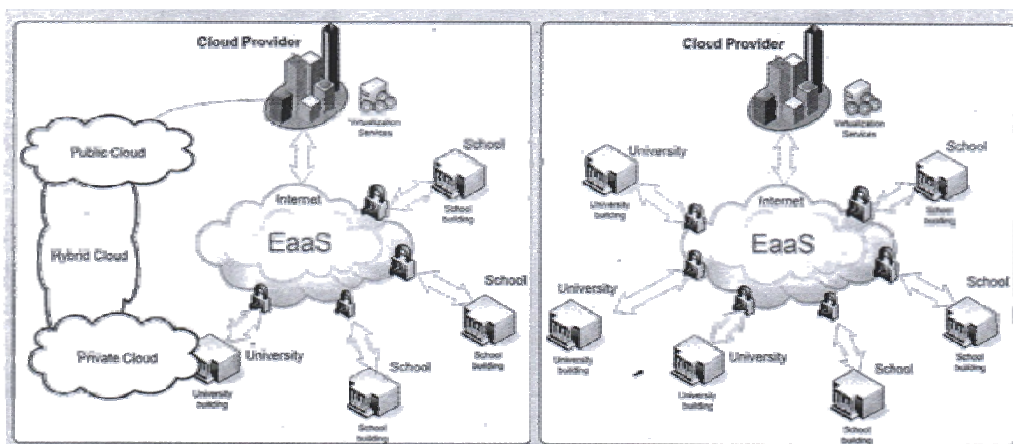 Cloud Provider
Virtualization
Services
Public Cloud
School
School
building
Internet
EaaS
Hybrid Cloud
School
School
building
Private Cloud
University
University
building
School
School
building
Cloud Provider
Virtualization
Services
University
University
building
School
School
building
Internet
EaaS
University
University
building
School
School
building
University
University
building
School
School
building